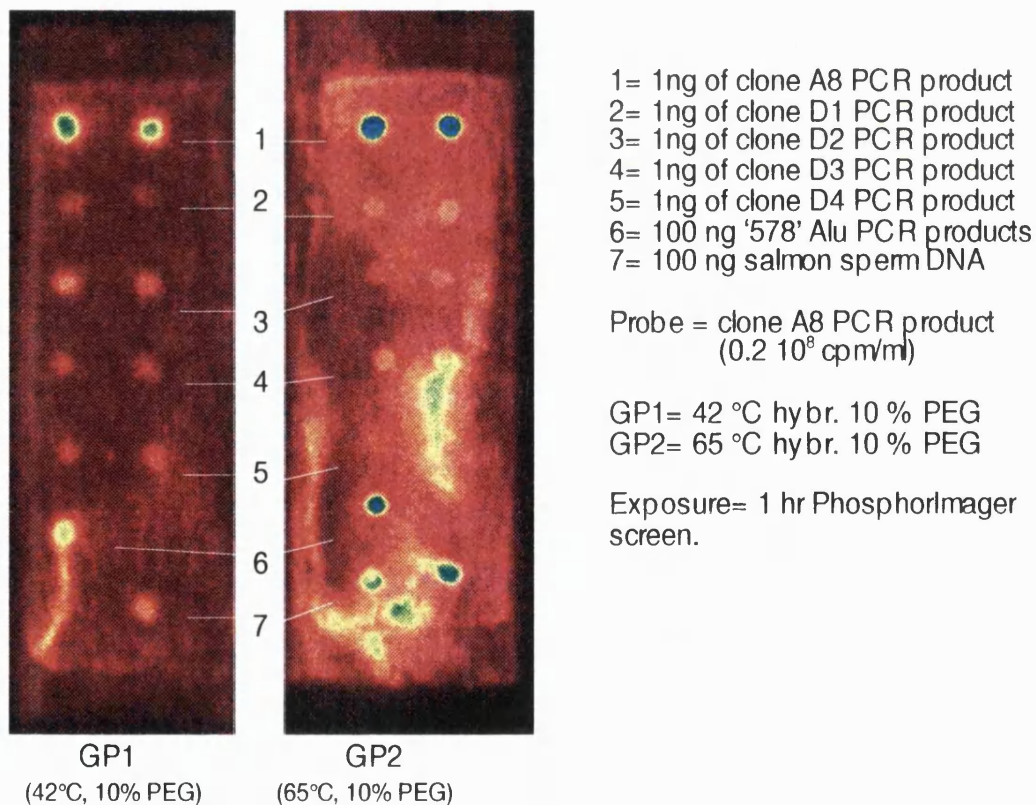 1
2
3
4
5
6
7
GP1
(42°C, 10% PEG)
GP2
(65°C, 10% PEG)
1= 1ng of clone A8 PCR product
2= 1ng of clone D1 PCR product
3= 1ng of clone D2 PCR product
4= 1ng of clone D3 PCR product
5= 1ng of clone D4 PCR product
6= 100 ng '578' Alu PCR products
7= 100 ng salmon sperm DNA
Probe = clone A8 PCR product
(0.2 10⁸ cpm/ml)
GP1= 42 °C hybr. 10 % PEG
GP2= 65 °C hybr. 10 % PEG
Exposure= 1 hr PhosphorImager
screen.